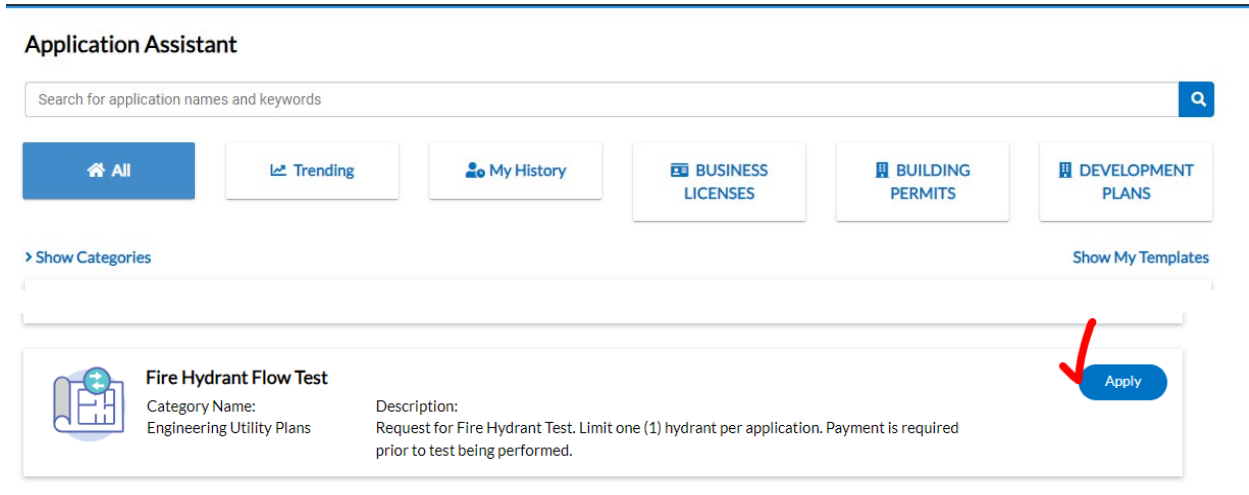 Application Assistant
Search for application names and keywords
All
Trending
My History
BUSINESS
LICENSES
BUILDING
PERMITS
DEVELOPMENT
PLANS
Show Categories
Show My Templates
Fire Hydrant Flow Test
Apply
Category Name:
Engineering Utility Plans
Description:
Request for Fire Hydrant Test. Limit one (1) hydrant per application. Payment is required
prior to test being performed.